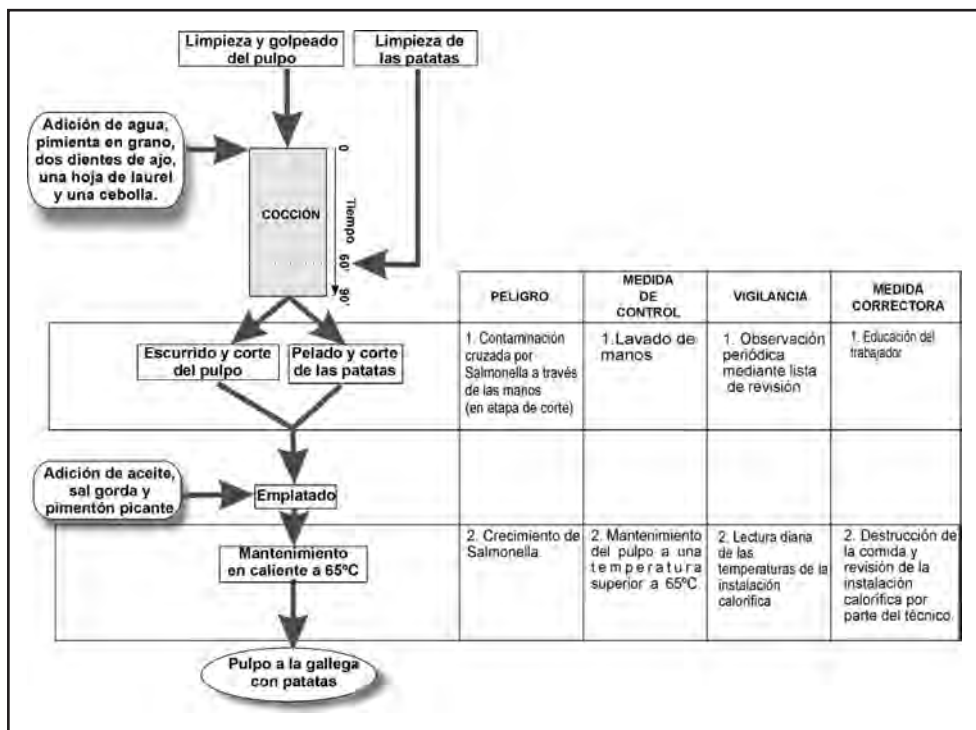 Limpieza y golpeado
del pulpo
Limpieza de
las patatas
Adición de agua,
pimienta en grano,
dos dientes de ajo,
una hoja de laurel
y una cebolla.
0
COCCIÓN
Tiempo
60'
90'
PELIGRO
MEDIDA
DE
CONTROL
VIGILANCIA
MEDIDA
CORRECTORA
Escurrido y corte
del pulpo
Pelado y corte
de las patatas
1. Contaminación
cruzada por
Salmonella a través
de las manos
(en etapa de corte)
1.Lavado de
manos
1. Observación
periódica
mediante lista
de revisión
1. Educación del
trabajador
Adición de aceite,
sal gorda y
pimentón picante
Emplatado
Mantenimiento
en caliente a 65ºC
2. Crecimiento de
Salmonella.
2. Mantenimiento
del pulpo a una
temperatura
superior a 65ºC.
2. Lectura diana
de las
temperaturas de la
instalación
calorífica
2. Destrucción de
la comida y
revisión de la
instalación
calorífica por
parte del técnico.
Pulpo a la gallega
con patatas